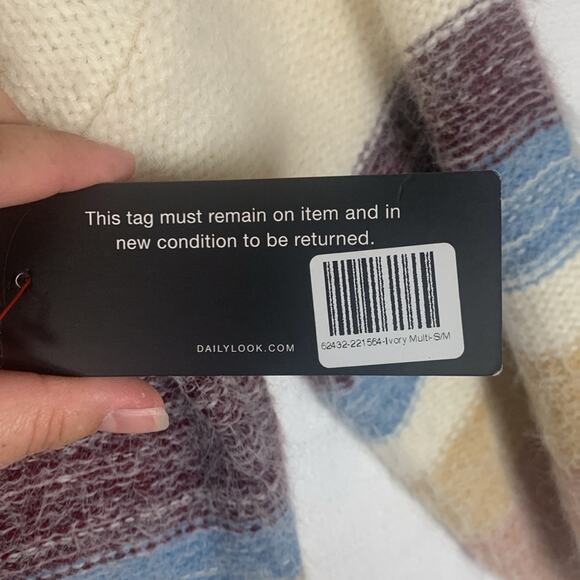 This tag must remain on item and in
new condition to be returned.
62432-221564-Ivory Multi-S/M
DAILYLOOK.COM